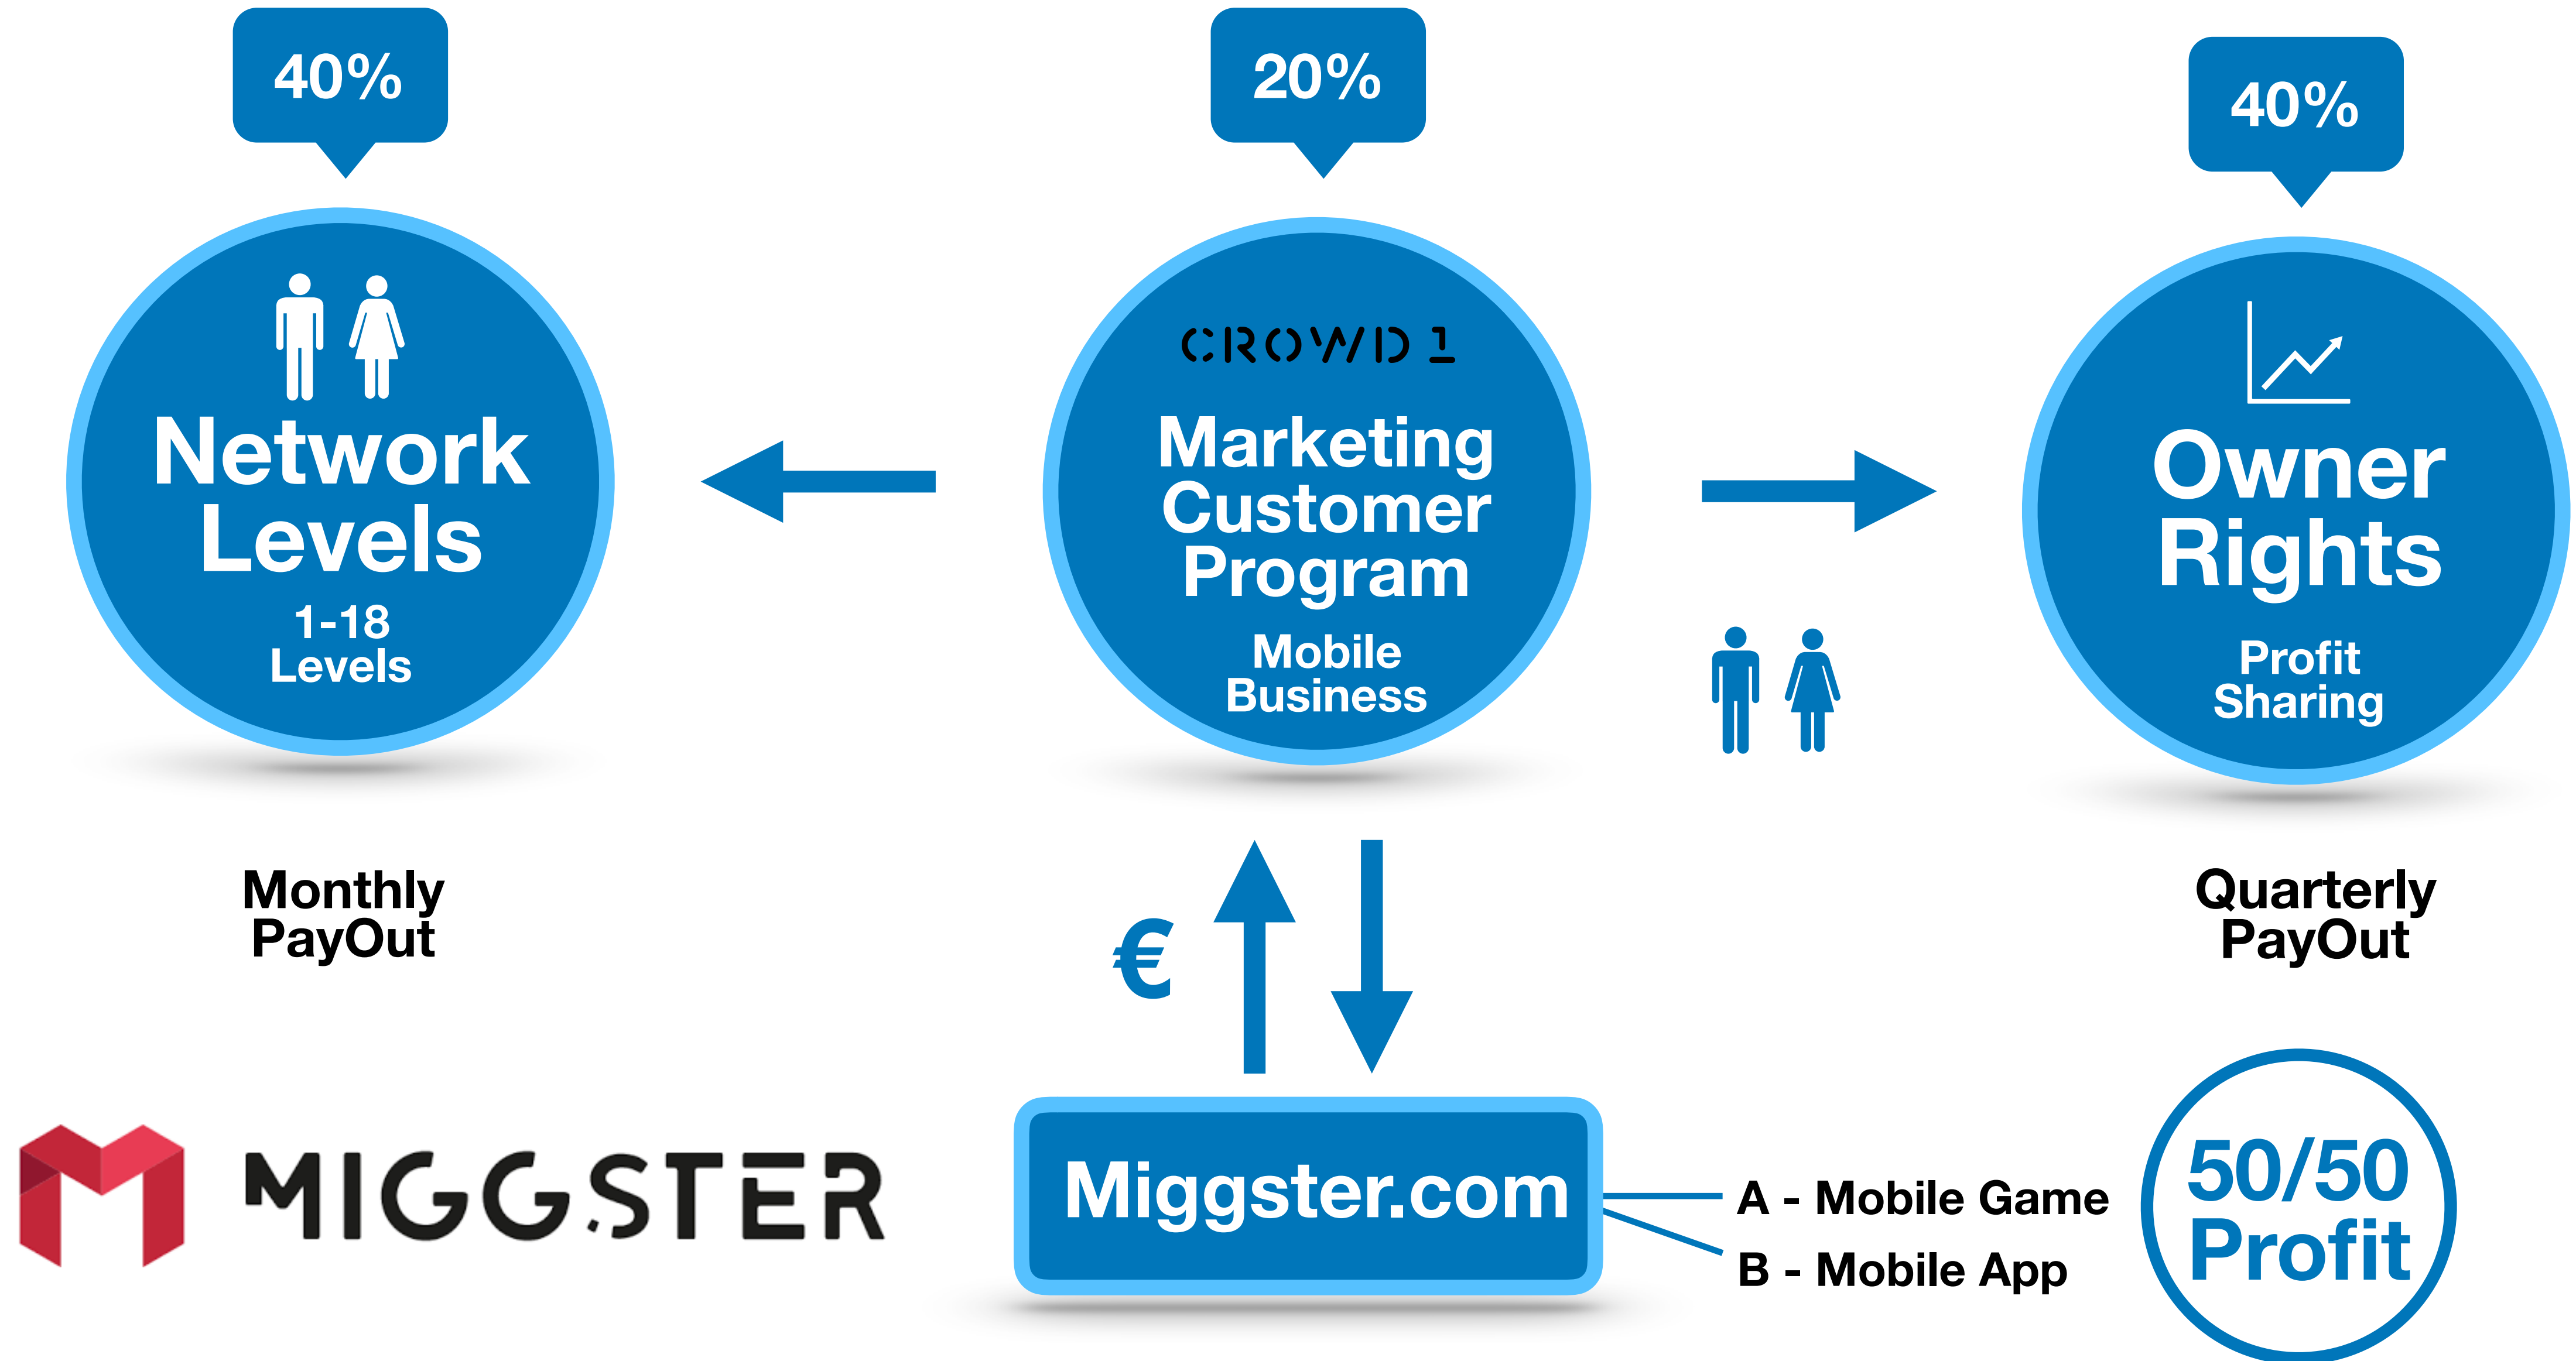 40%
20%
40%
Network
Levels
1-18
Levels
CROWD 1
Marketing
Customer
Program
Mobile
Business
Owner
Rights
Profit
Sharing
Monthly
PayOut
€
Quarterly
PayOut
MIGGSTER
Miggster.com
A - Mobile Game
B - Mobile App
50/50
Profit